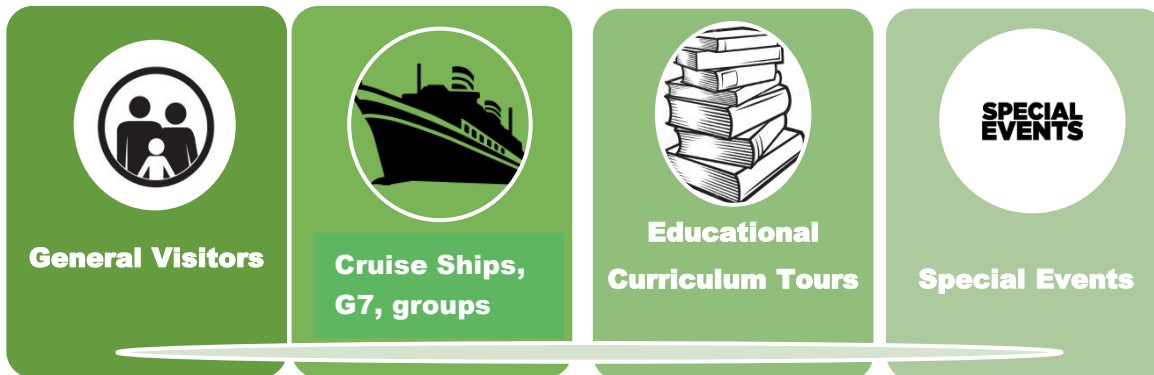 General Visitors
Cruise Ships,
G7, groups
Educational
Curriculum Tours
SPECIAL
EVENTS
Special Events